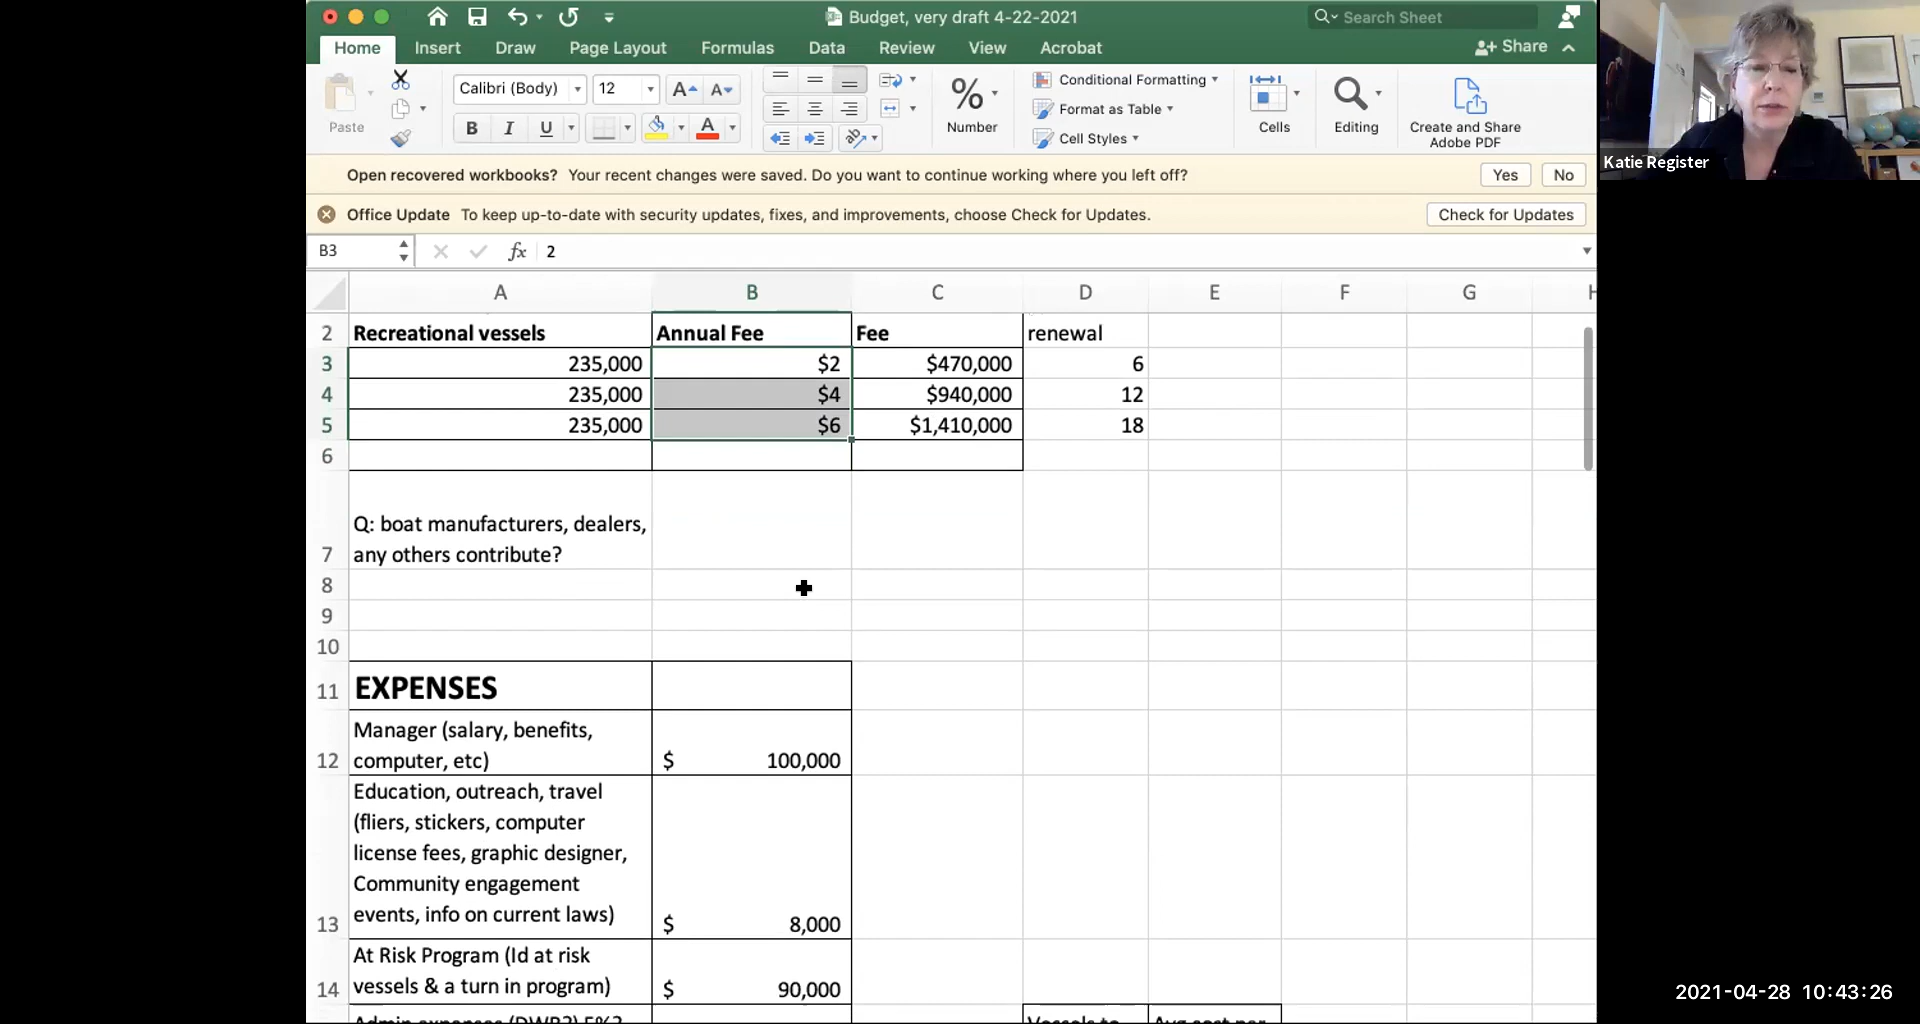 Budget, very draft 4-22-2021
Search Sheet
Home Insert Draw Page Layout Formulas Data Review View Acrobat
Share
Paste
Calibri (Body) 12 A A
B I U A
%
Number
Conditional Formatting
Format as Table
Cell Styles
Cells
Editing
Create and Share
Adobe PDF
Katie Register
Open recovered workbooks? Your recent changes were saved. Do you want to continue working where you left off? Yes No
Office Update To keep up-to-date with security updates, fixes, and improvements, choose Check for Updates. Check for Updates
B3 fx 2
A B C D E F G H
2 Recreational vessels Annual Fee Fee renewal
3 235,000 $2 $470,000 6
4 235,000 $4 $940,000 12
5 235,000 $6 $1,410,000 18
6
Q: boat manufacturers, dealers,
7 any others contribute?
8
9
10
11 EXPENSES
Manager (salary, benefits,
12 computer, etc) $ 100,000
Education, outreach, travel
(fliers, stickers, computer
license fees, graphic designer,
Community engagement
13 events, info on current laws) $ 8,000
At Risk Program (Id at risk
14 vessels & a turn in program) $ 90,000
Admin expenses (DWR?) 5%? Vessels to Avg cost per
2021-04-28 10:43:26